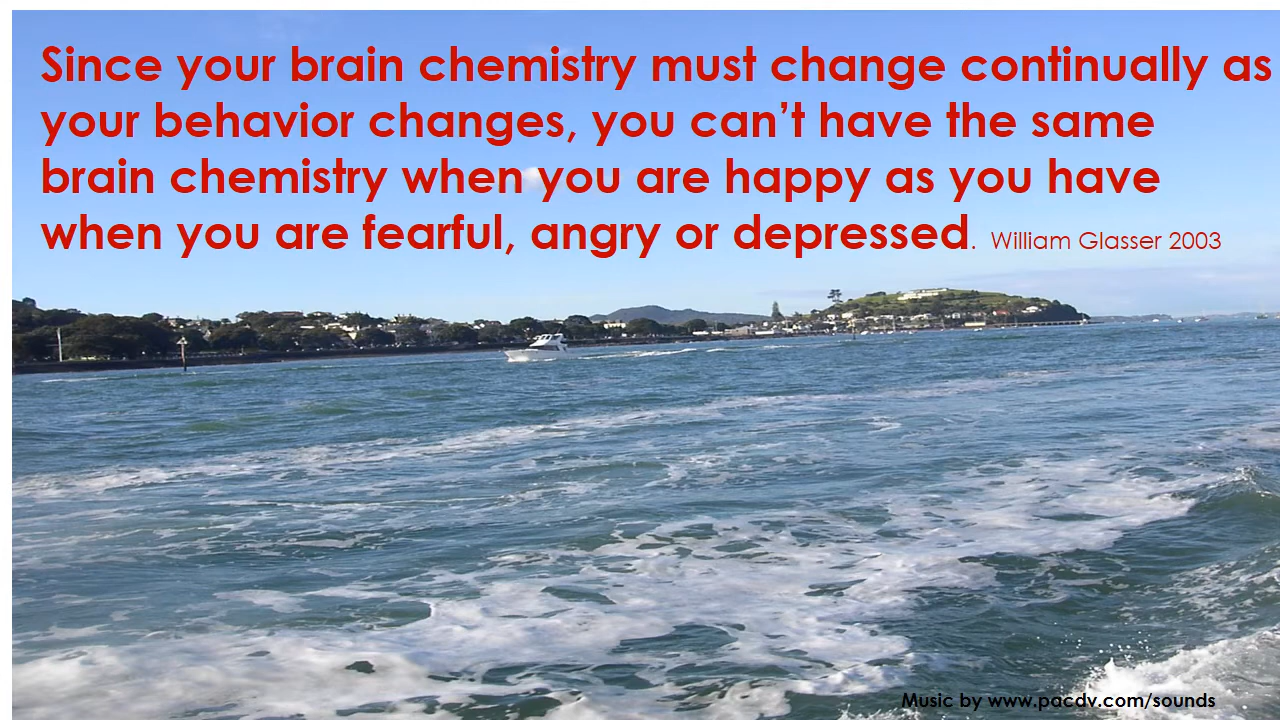 Since your brain chemistry must change continually as
your behavior changes, you can’t have the same
brain chemistry when you are happy as you have
when you are fearful, angry or depressed. William Glasser 2003
Music by www.pacdv.com/sounds